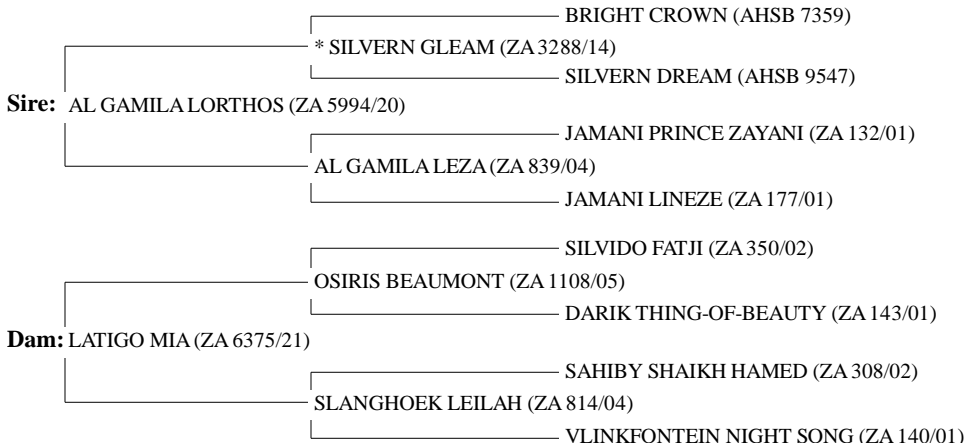 BRIGHT CROWN (AHSB 7359)
* SILVERN GLEAM (ZA 3288/14)
SILVERN DREAM (AHSB 9547)
Sire: AL GAMILA LORTHOS (ZA 5994/20)
JAMANI PRINCE ZAYANI (ZA 132/01)
AL GAMILA LEZA (ZA 839/04)
JAMANI LINEZE (ZA 177/01)
SILVIDO FATJI (ZA 350/02)
OSIRIS BEAUMONT (ZA 1108/05)
DARIK THING-OF-BEAUTY (ZA 143/01)
Dam: LATIGO MIA (ZA 6375/21)
SAHIBY SHAIKH HAMED (ZA 308/02)
SLANGHOEK LEILAH (ZA 814/04)
VLINKFONTEIN NIGHT SONG (ZA 140/01)